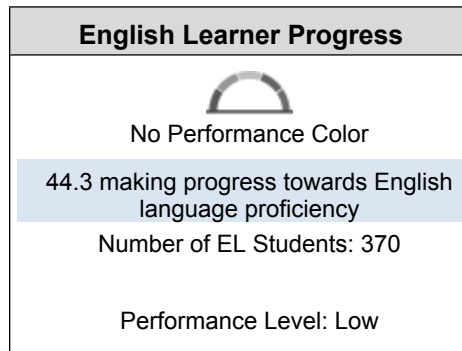 English Learner Progress
No Performance Color
44.3 making progress towards English
language proficiency
Number of EL Students: 370
Performance Level: Low